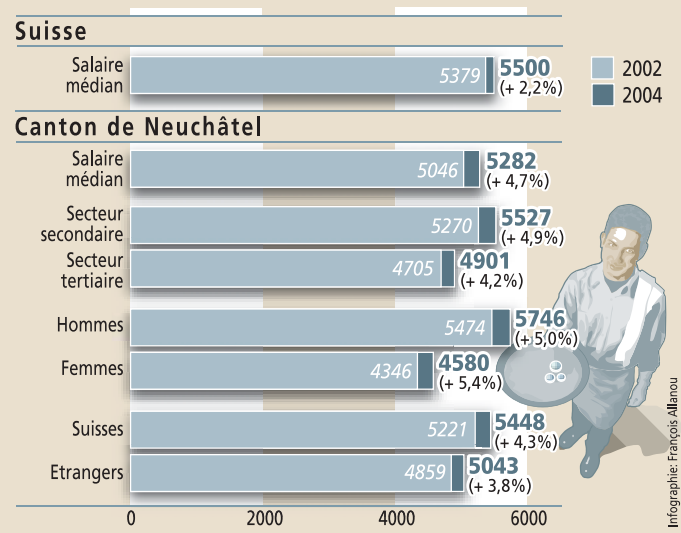 Suisse
Salaire
médian
5379
5500
(+ 2,2%)
2002
2004
Canton de Neuchâtel
Salaire
médian
5046
5282
(+ 4,7%)
Secteur
secondaire
5270
5527
(+ 4,9%)
Secteur
tertiaire
4705
4901
(+ 4,2%)
Hommes
5474
5746
(+ 5,0%)
Femmes
4346
4580
(+ 5,4%)
Suisses
5221
5448
(+ 4,3%)
Etrangers
4859
5043
(+ 3,8%)
0 2000 4000 6000
Infographie: François Allanou